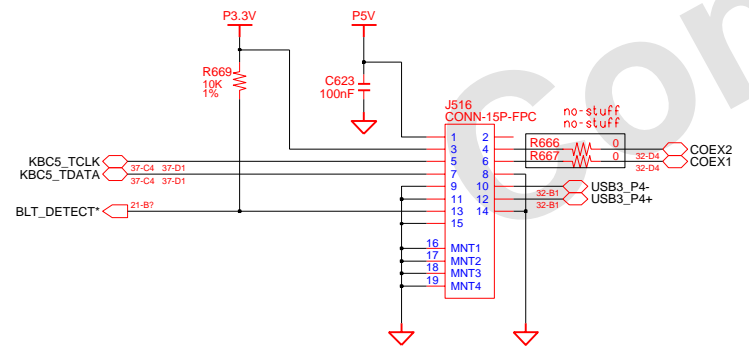 P3.3V
P5V
R669
10K
1%
C623
100nF
J516
CONN-15P-FPC
no-stuff
no-stuff
1 2
3 4 R666 0 COEX2
32-D4
KBC5_TCLK 5 6 R667 0 COEX1
37-C4 37-D1 32-D4
KBC5_TDATA 7 8
37-C4 37-D1
9 10 USB3_P4-
32-B1
11 12 USB3_P4+
32-B1
BLT_DETECT* 21-B? 13 14
15
16 MNT1
17 MNT2
18 MNT3
19 MNT4
Con